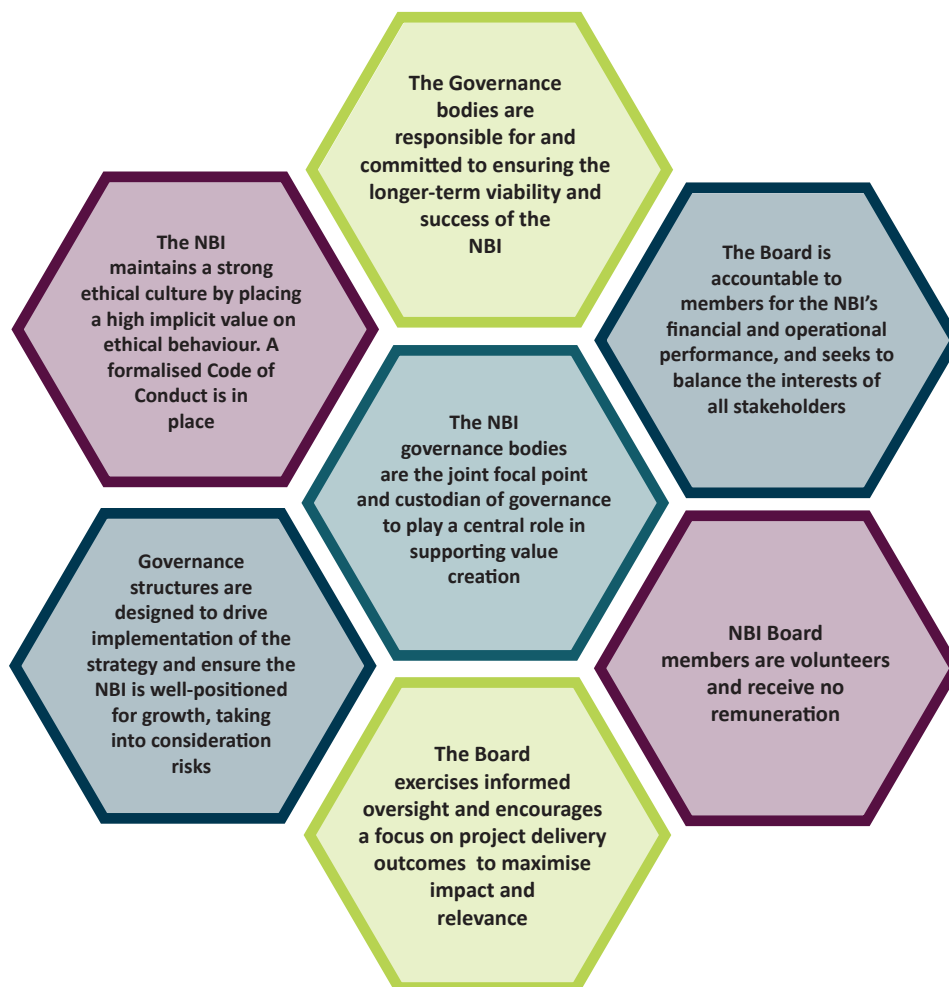 The Governance
bodies are
responsible for and
committed to ensuring the
longer-term viability and
success of the
NBI
The NBI
maintains a strong
ethical culture by placing
a high implicit value on
ethical behaviour. A
formalised Code of
Conduct is in
place
The Board is
accountable to
members for the NBI’s
financial and operational
performance, and seeks to
balance the interests of
all stakeholders
The NBI
governance bodies
are the joint focal point
and custodian of governance
to play a central role in
supporting value
creation
Governance
structures are
designed to drive
implementation of the
strategy and ensure the
NBI is well-positioned
for growth, taking
into consideration
risks
NBI Board
members are volunteers
and receive no
remuneration
The Board
exercises informed
oversight and encourages
a focus on project delivery
outcomes to maximise
impact and
relevance